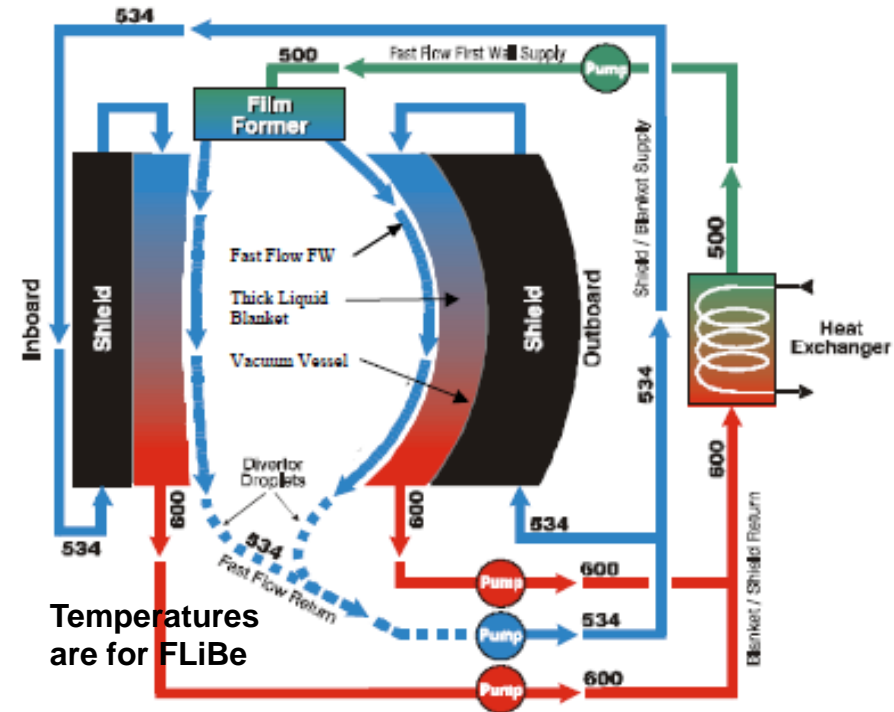 534
500
Fast Flow First Wall Supply
Pump
Film
Former
Inboard
Shield
Fast Flow FW
Thick Liquid
Blanket
Vacuum Vessel
Shield
Outboard
Shield / Blanket Supply
500
Heat
Exchanger
534
600
Divertor
Droplets
600
600
534
534
534
Fast Flow Return
Pump
600
Pump
534
Pump
600
Blanket / Shield Return
Temperatures
are for FLiBe